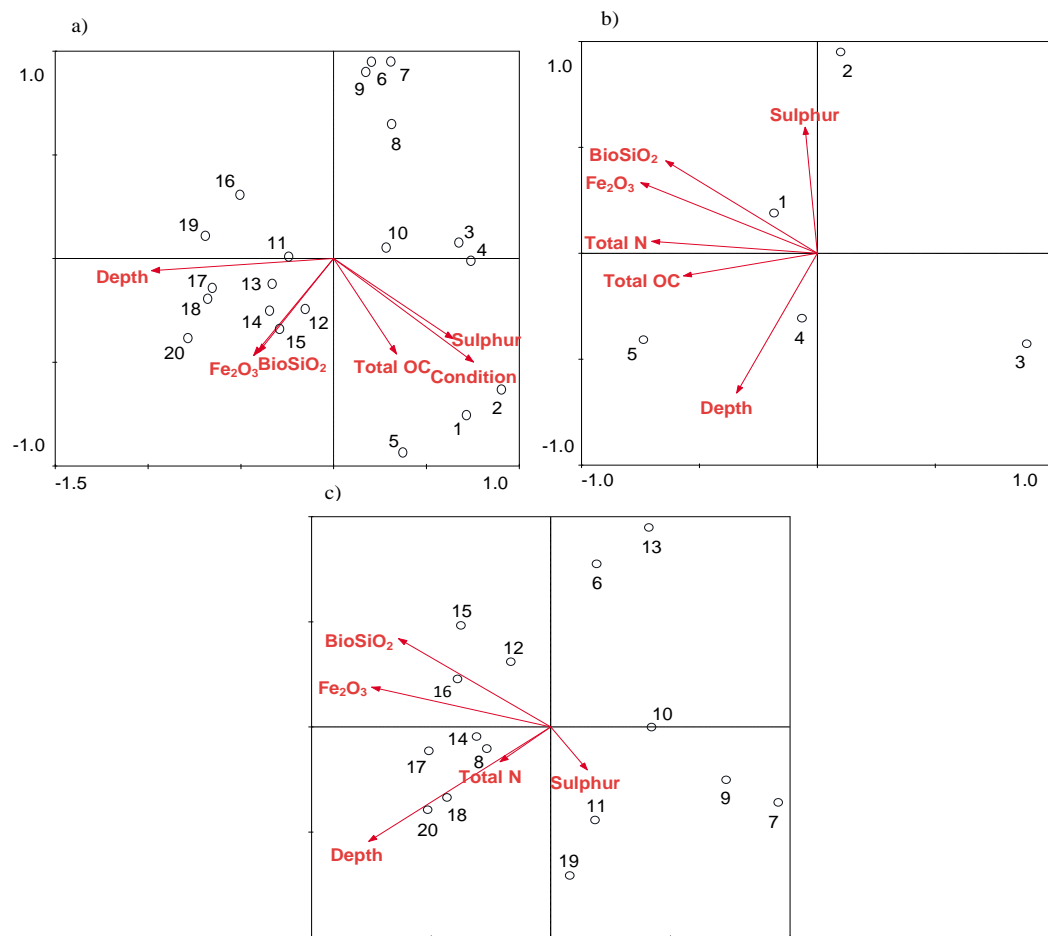 a)
1.0
9 6 7
8
16
19
11
10
3
4
Depth
17
13
18
14
12
15
20
Sulphur
Fe₂O₃ BioSiO₂
Total OC
Condition
2
1
5
-1.0
-1.5
1.0
b)
1.0
2
Sulphur
BioSiO₂
Fe₂O₃
1
Total N
Total OC
4
5
3
Depth
-1.0
1.0
c)
13
6
15
BioSiO₂
12
Fe₂O₃
16
10
14
17
8
Total N
Sulphur
9
7
18
11
20
Depth
19